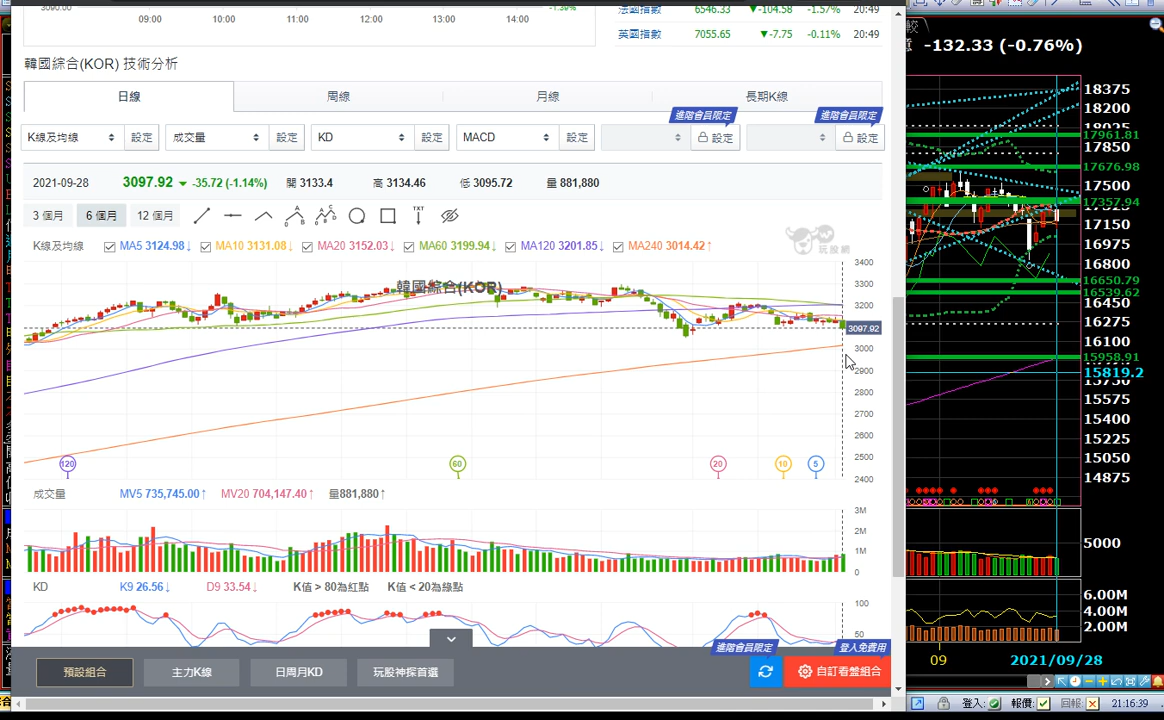 3090.00 -1.39%
09:00 10:00 11:00 12:00 13:00 14:00
法國指數 6546.33 ▼-104.58 -1.57% 20:49
英國指數 7055.65 ▼-7.75 -0.11% 20:49
韓國綜合(KOR) 技術分析
日線 周線 月線 長期K線
進階會員限定 進階會員限定
K線及均線 設定 成交量 設定 KD 設定 MACD 設定 設定 設定
2021-09-28 3097.92 ▼ -35.72 (-1.14%) 開 3133.4 高 3134.46 低 3095.72 量 881,880
3 個月 6 個月 12 個月 TXT
K線及均線 MA5 3124.98↓ MA10 3131.08↓ MA20 3152.03↓ MA60 3199.94↓ MA120 3201.85↓ MA240 3014.42↑
玩股網
韓國綜合(KOR)
3400
3300
3200
3097.92
3000
2900
2800
2700
2600
2500
2400
120 60 20 10 5
成交量 MV5 735,745.00↑ MV20 704,147.40↑ 量881,880↑
3M
2M
1M
0
KD K9 26.56↓ D9 33.54↓ K值 > 80為紅點 K值 < 20為綠點
100
50
進階會員限定 登入免費用
預設組合 主力K線 日周月KD 玩股神探首選 自訂看盤組合
-132.33 (-0.76%)
18375
18200
17961.81
17850
17676.98
17500
17357.94
17150
16975
16800
16650.79
16539.62
16450
16275
16125
15958.91
15819.2
15750
15575
15400
15225
15050
14875
5000
6.00M
4.00M
2.00M
09 2021/09/28
登入: 報價: 回報: 21:16:39